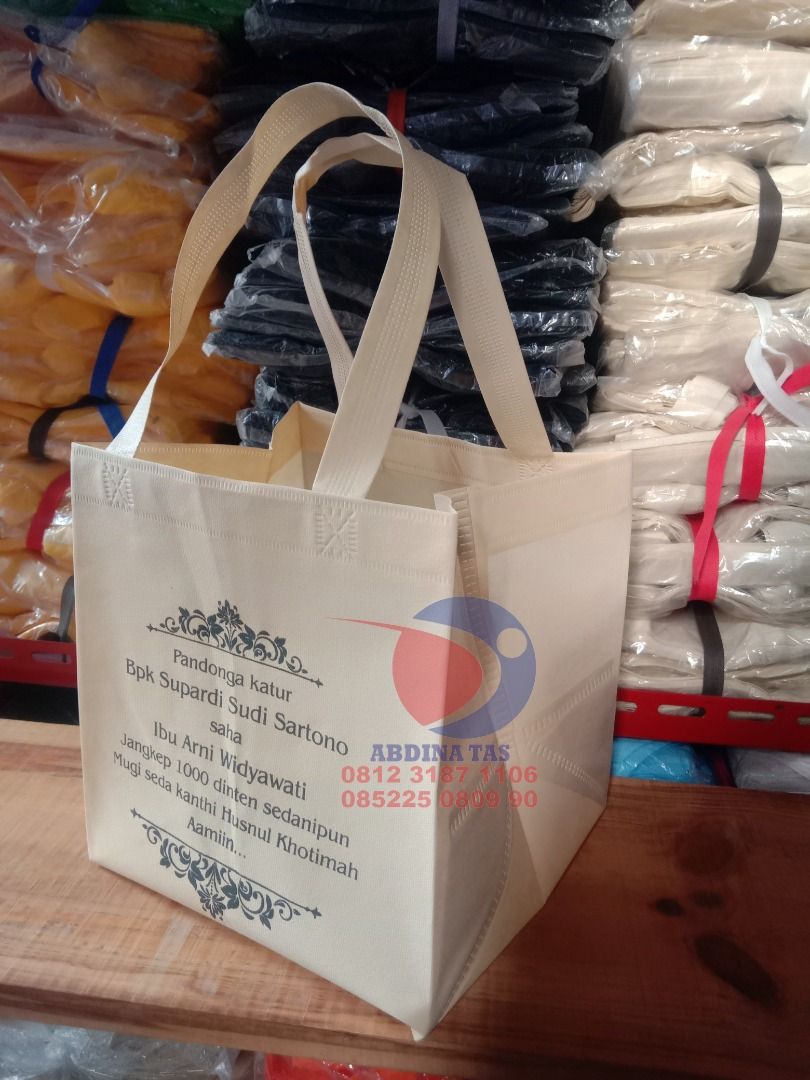 Pandonga katur
Bpk Supardi Sudi Sartono
saha
Ibu Arni Widyawati
Jangkep 1000 dinten sedanipun
Mugi seda kanthi Husnul Khotimah
Aamiin...
ABDINA TAS
0812 3187 1106
085225 0809 90